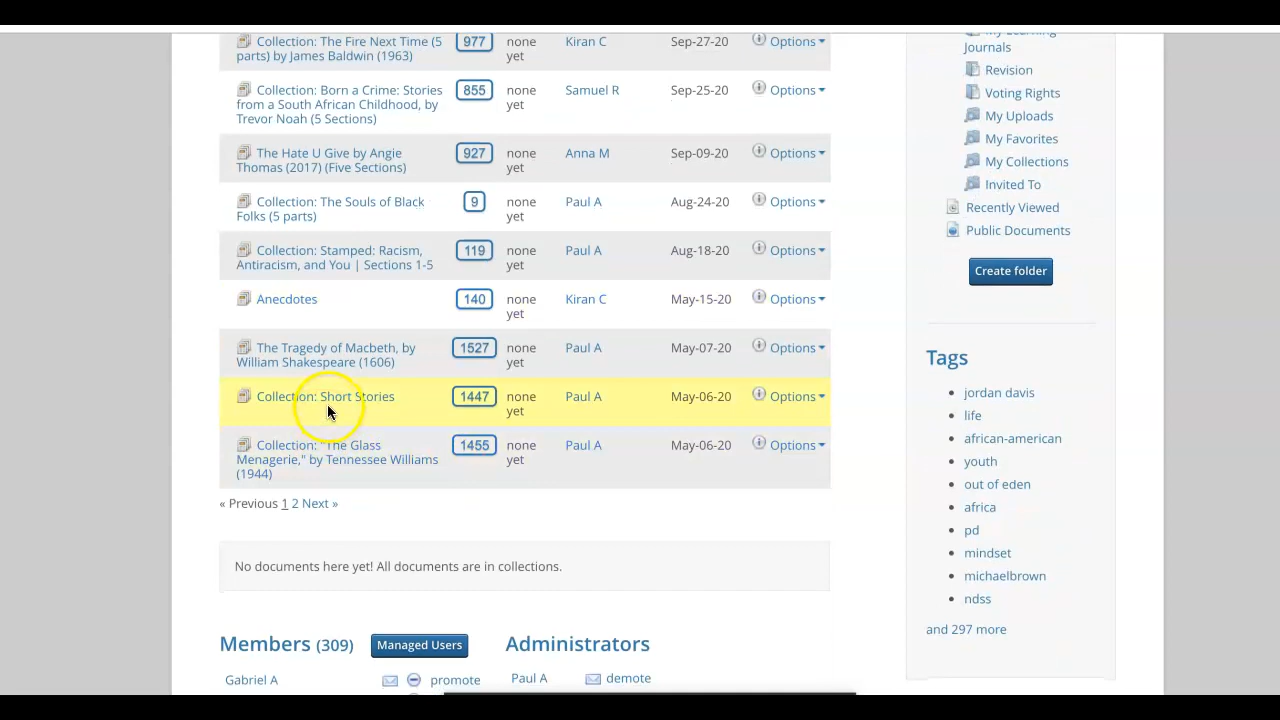 Collection: The Fire Next Time (5 parts) by James Baldwin (1963) 977 none yet Kiran C Sep-27-20 Options
Collection: Born a Crime: Stories from a South African Childhood, by Trevor Noah (5 Sections) 855 none yet Samuel R Sep-25-20 Options
The Hate U Give by Angie Thomas (2017) (Five Sections) 927 none yet Anna M Sep-09-20 Options
Collection: The Souls of Black Folks (5 parts) 9 none yet Paul A Aug-24-20 Options
Collection: Stamped: Racism, Antiracism, and You | Sections 1-5 119 none yet Paul A Aug-18-20 Options
Anecdotes 140 none yet Kiran C May-15-20 Options
The Tragedy of Macbeth, by William Shakespeare (1606) 1527 none yet Paul A May-07-20 Options
Collection: Short Stories 1447 none yet Paul A May-06-20 Options
Collection: "The Glass Menagerie," by Tennessee Williams (1944) 1455 none yet Paul A May-06-20 Options
« Previous 1 2 Next »
No documents here yet! All documents are in collections.
Members (309) Managed Users
Gabriel A promote
Administrators
Paul A demote
My Learning
Journals
Revision
Voting Rights
My Uploads
My Favorites
My Collections
Invited To
Recently Viewed
Public Documents
Create folder
Tags
jordan davis
life
african-american
youth
out of eden
africa
pd
mindset
michaelbrown
ndss
and 297 more